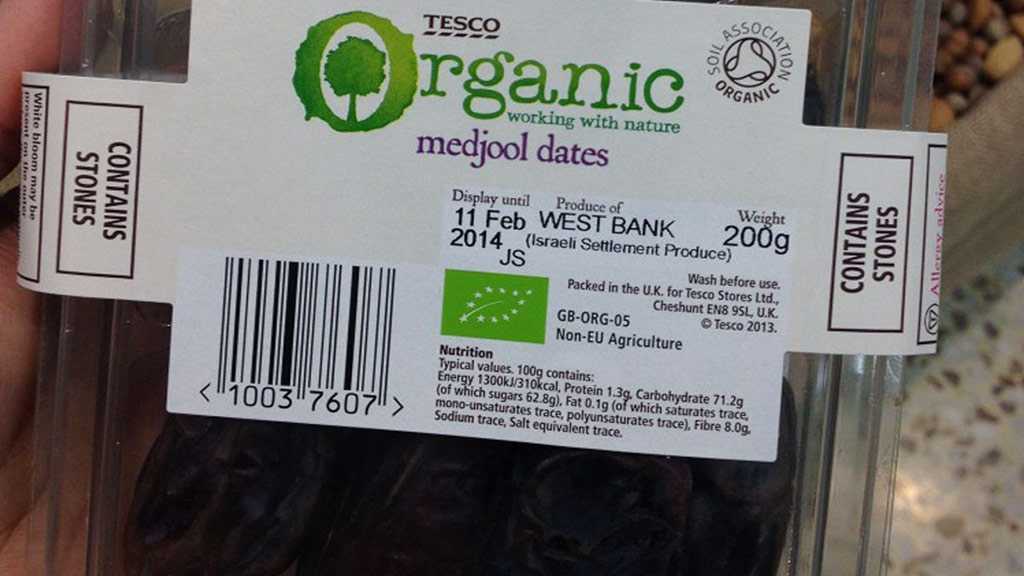 TESCO
Organic
working with nature
medjool dates
SOIL ASSOCIATION
ORGANIC
White bloom may be
present on the outer
CONTAINS
STONES
Display until
11 Feb
2014
JS
Produce of
WEST BANK
(Israeli Settlement Produce)
Weight
200g
Wash before use.
Packed in the U.K. for Tesco Stores Ltd.,
Cheshunt EN8 9SL, U.K.
© Tesco 2013.
GB-ORG-05
Non-EU Agriculture
Nutrition
Typical values. 100g contains:
Energy 1300kJ/310kcal, Protein 1.3g, Carbohydrate 71.2g
(of which sugars 62.8g), Fat 0.1g (of which saturates trace,
mono-unsaturates trace, polyunsaturates trace), Fibre 8.0g,
Sodium trace, Salt equivalent trace.
< 1003 7607 >
CONTAINS
STONES
Allergy advice